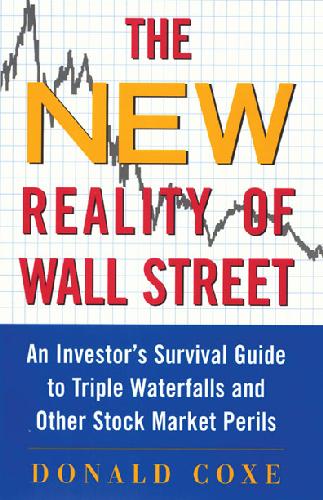 THE
NEW
REALITY OF
WALL STREET
An Investor's Survival Guide
to Triple Waterfalls and
Other Stock Market Perils
DONALD COXE